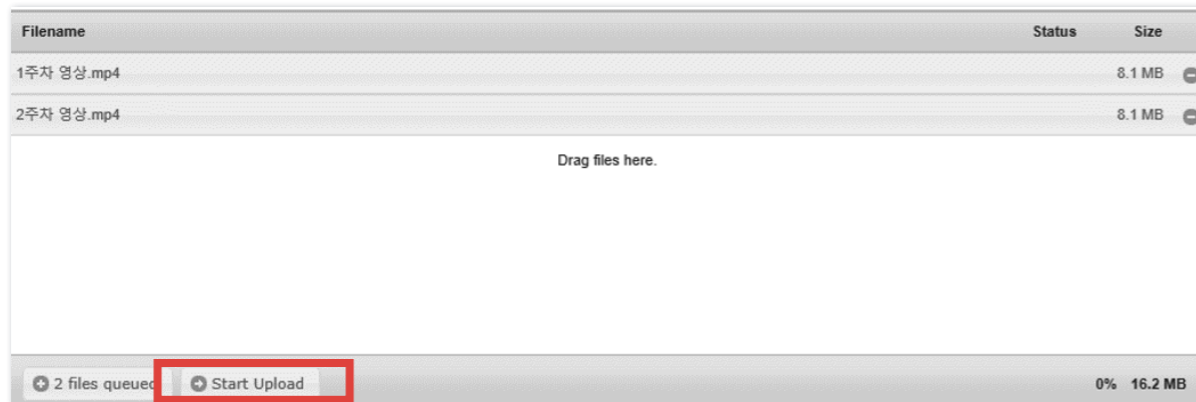 Filename Status Size
1주차 영상.mp4 8.1 MB
2주차 영상.mp4 8.1 MB
Drag files here.
2 files queued Start Upload 0% 16.2 MB